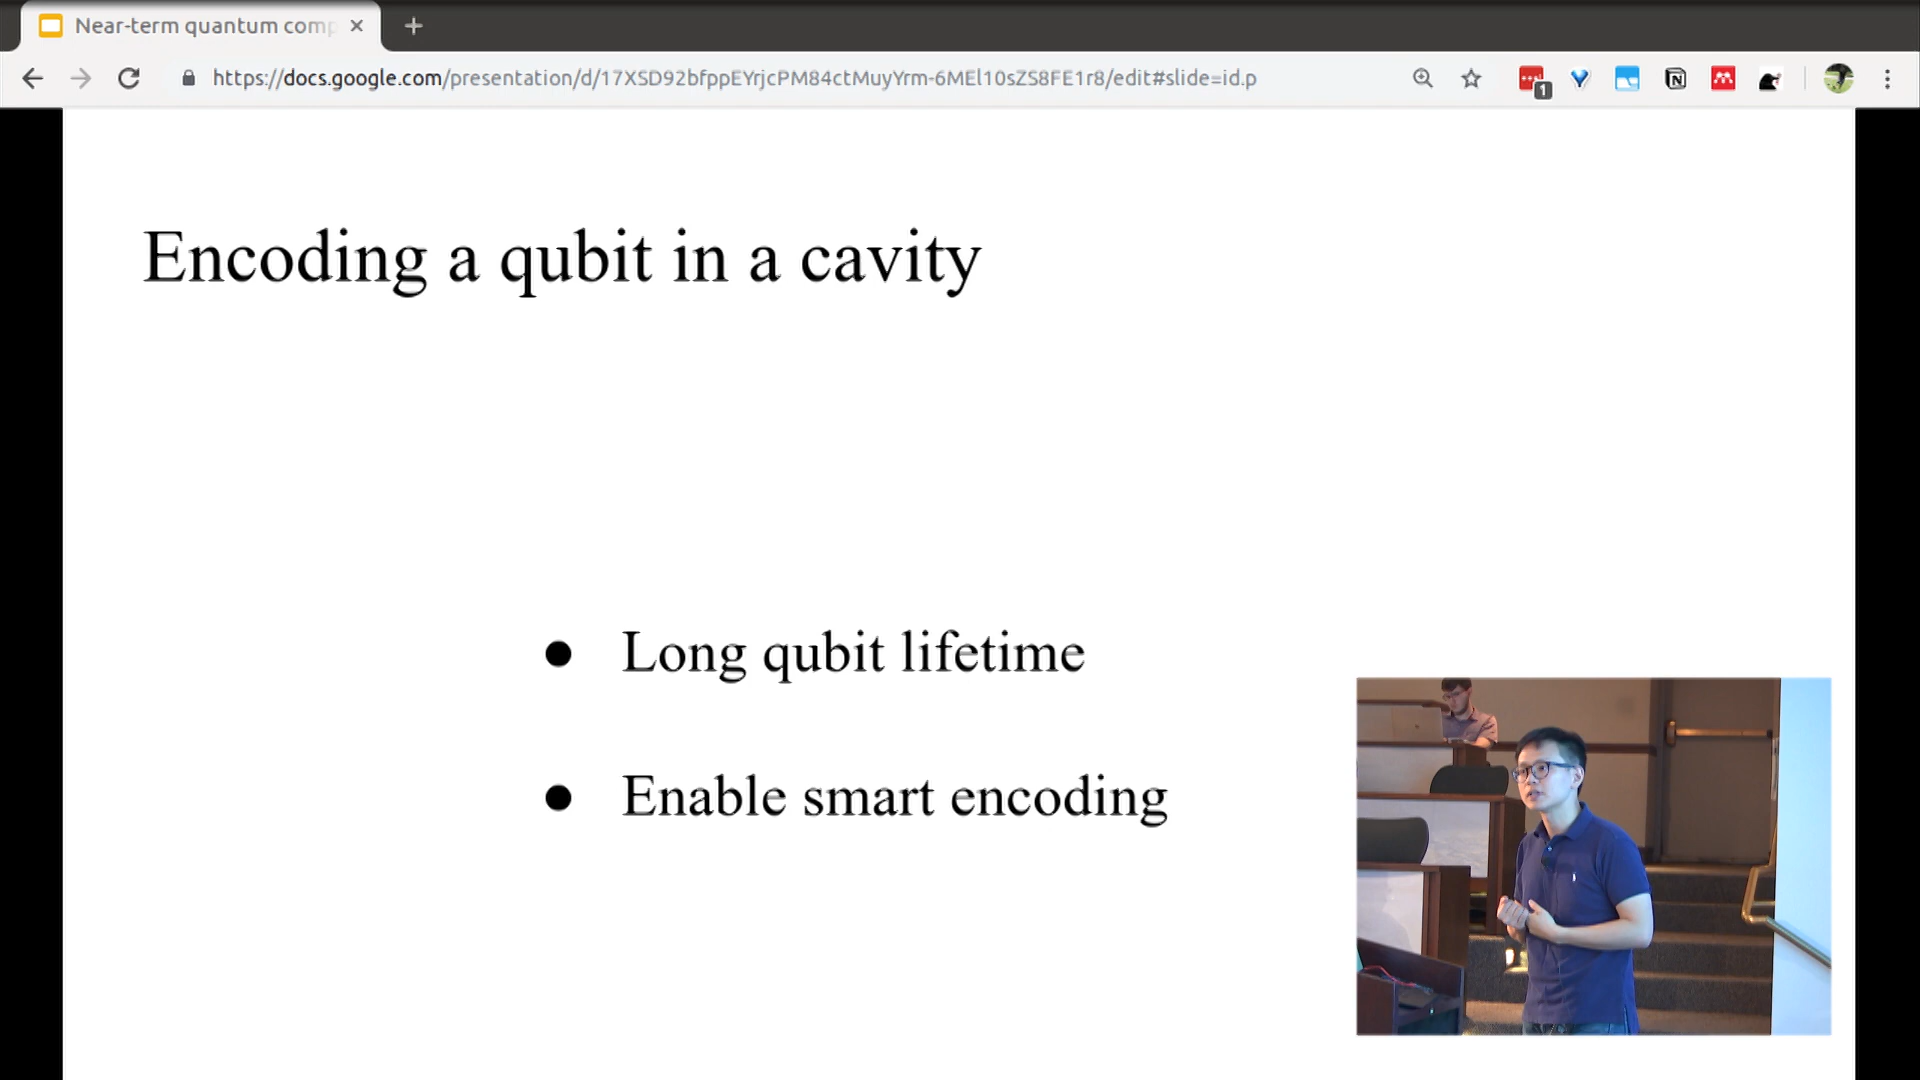 Near-term quantum comp
https://docs.google.com/presentation/d/17XSD92bfppEYrjcPM84ctMuyYrm-6MEl10sZS8FE1r8/edit#slide=id.p
1
Encoding a qubit in a cavity
● Long qubit lifetime
● Enable smart encoding